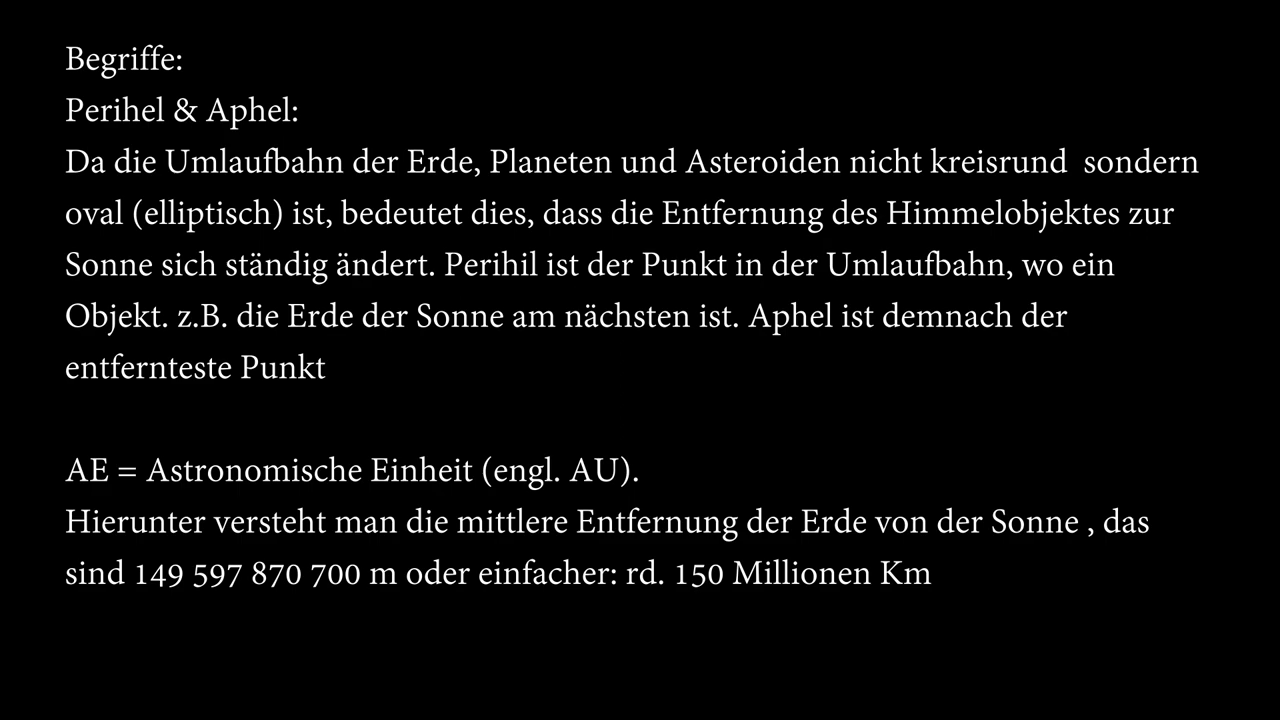 Begriffe:
Perihel & Aphel:
Da die Umlaufbahn der Erde, Planeten und Asteroiden nicht kreisrund  sondern
oval (elliptisch) ist, bedeutet dies, dass die Entfernung des Himmelobjektes zur
Sonne sich ständig ändert. Perihil ist der Punkt in der Umlaufbahn, wo ein
Objekt. z.B. die Erde der Sonne am nächsten ist. Aphel ist demnach der
entfernteste Punkt
AE = Astronomische Einheit (engl. AU).
Hierunter versteht man die mittlere Entfernung der Erde von der Sonne , das
sind 149 597 870 700 m oder einfacher: rd. 150 Millionen Km